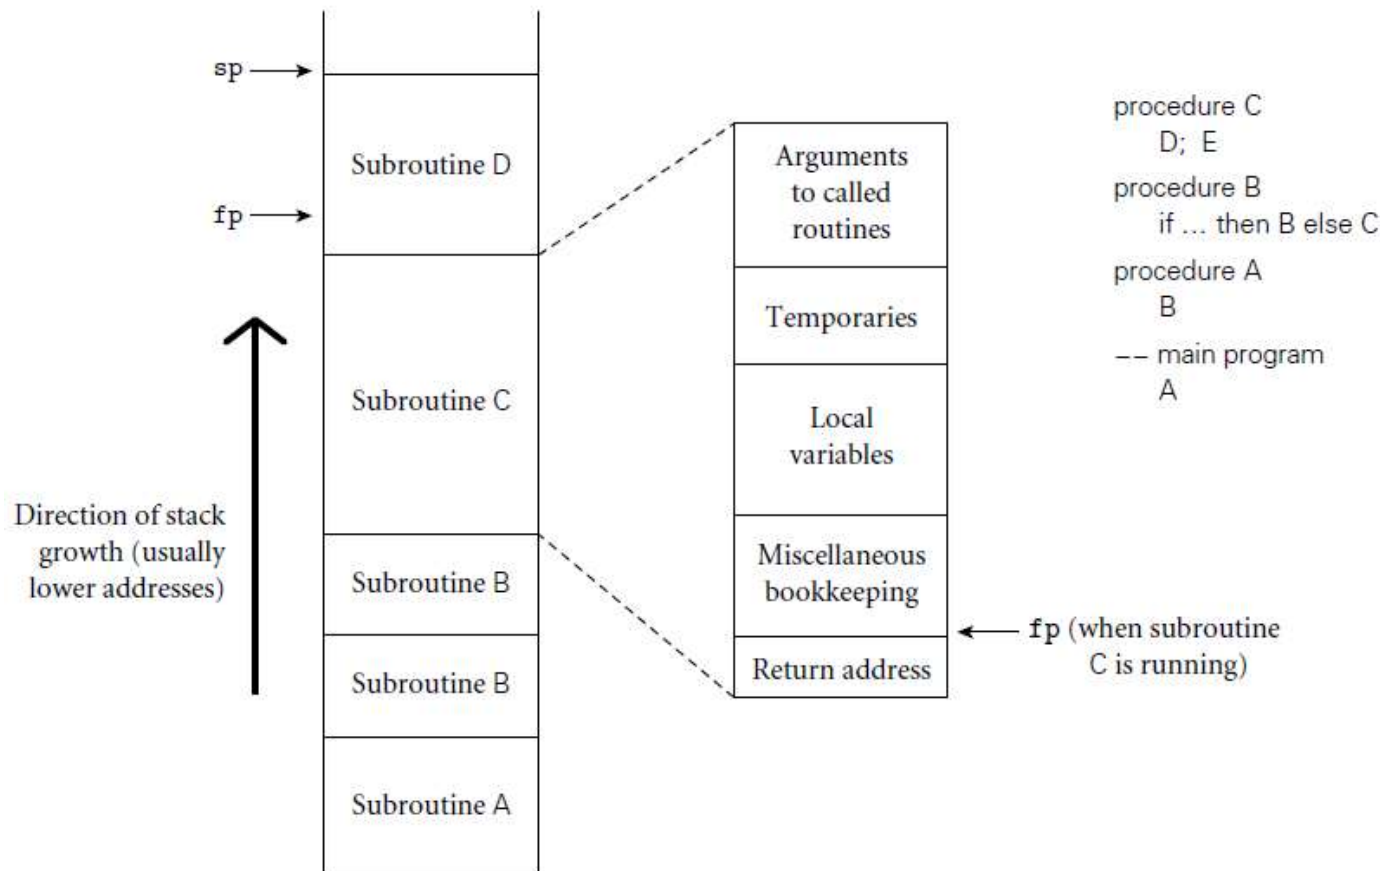 sp
Subroutine D
fp
Subroutine C
Direction of stack
growth (usually
lower addresses)
Subroutine B
Subroutine B
Subroutine A
Arguments
to called
routines
Temporaries
Local
variables
Miscellaneous
bookkeeping
Return address
fp (when subroutine
C is running)
procedure C
D; E
procedure B
if ... then B else C
procedure A
B
-- main program
A